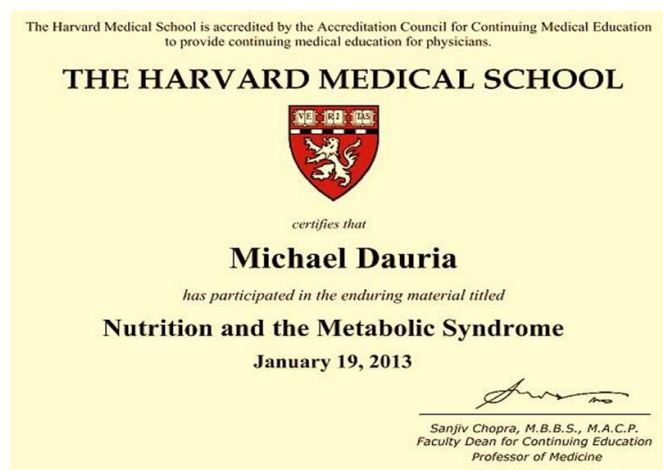 The Harvard Medical School is accredited by the Accreditation Council for Continuing Medical Education
to provide continuing medical education for physicians.
THE HARVARD MEDICAL SCHOOL
VE RI TAS
certifies that
Michael Dauria
has participated in the enduring material titled
Nutrition and the Metabolic Syndrome
January 19, 2013
Sanjiv Chopra, M.B.B.S., M.A.C.P.
Faculty Dean for Continuing Education
Professor of Medicine